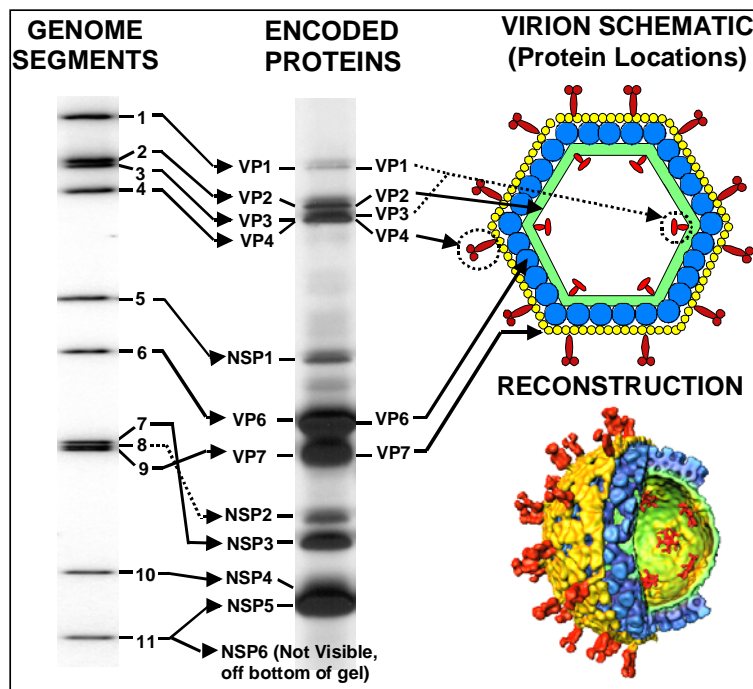 GENOME
SEGMENTS
ENCODED
PROTEINS
VIRION SCHEMATIC
(Protein Locations)
1
2
3
4
5
6
7
8
9
10
11
VP1
VP2
VP3
VP4
NSP1
VP6
VP7
NSP2
NSP3
NSP4
NSP5
NSP6 (Not Visible,
off bottom of gel)
VP1
VP2
VP3
VP4
VP6
VP7
RECONSTRUCTION